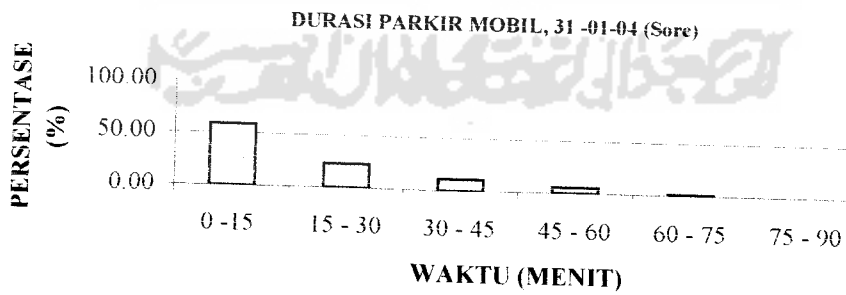 DURASI PARKIR MOBIL, 31 -01-04 (Sore)
PERSENTASE
(%)
100.00
50.00
0.00
0 -15
15 - 30
30 - 45
45 - 60
60 - 75
75 - 90
WAKTU (MENIT)